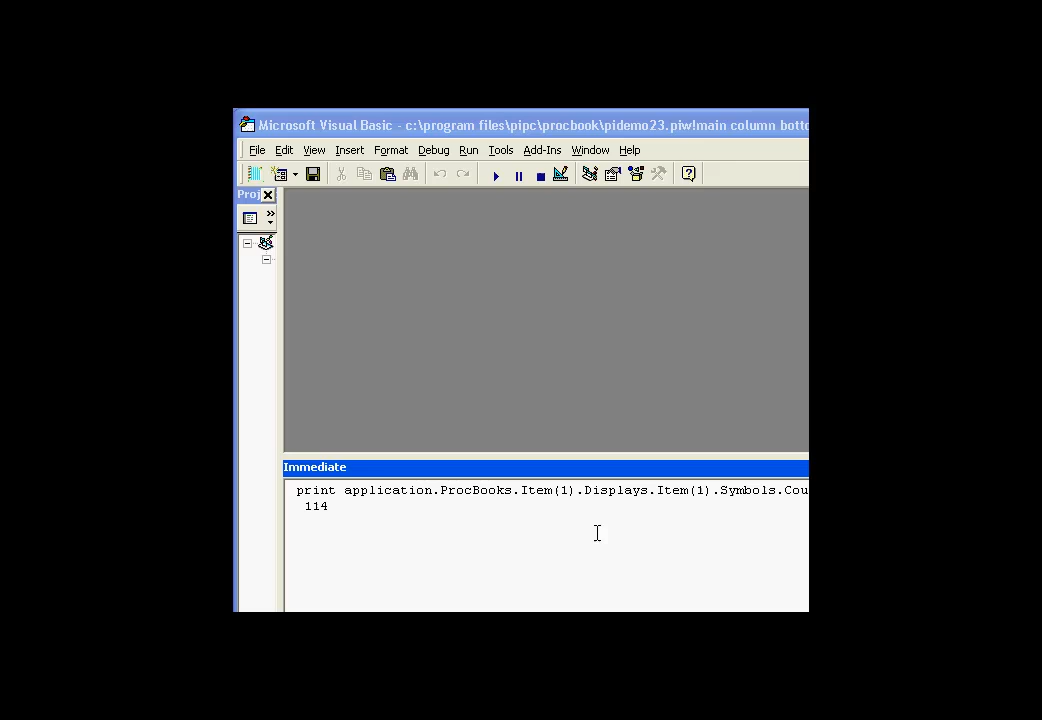 Microsoft Visual Basic - c:\program files\pipc\procbook\pidemo23.piw!main column
File Edit View Insert Format Debug Run Tools Add-Ins Window Help
Immediate
print application.ProcBooks.Item(1).Displays.Item(1).Symbols.Cou
114